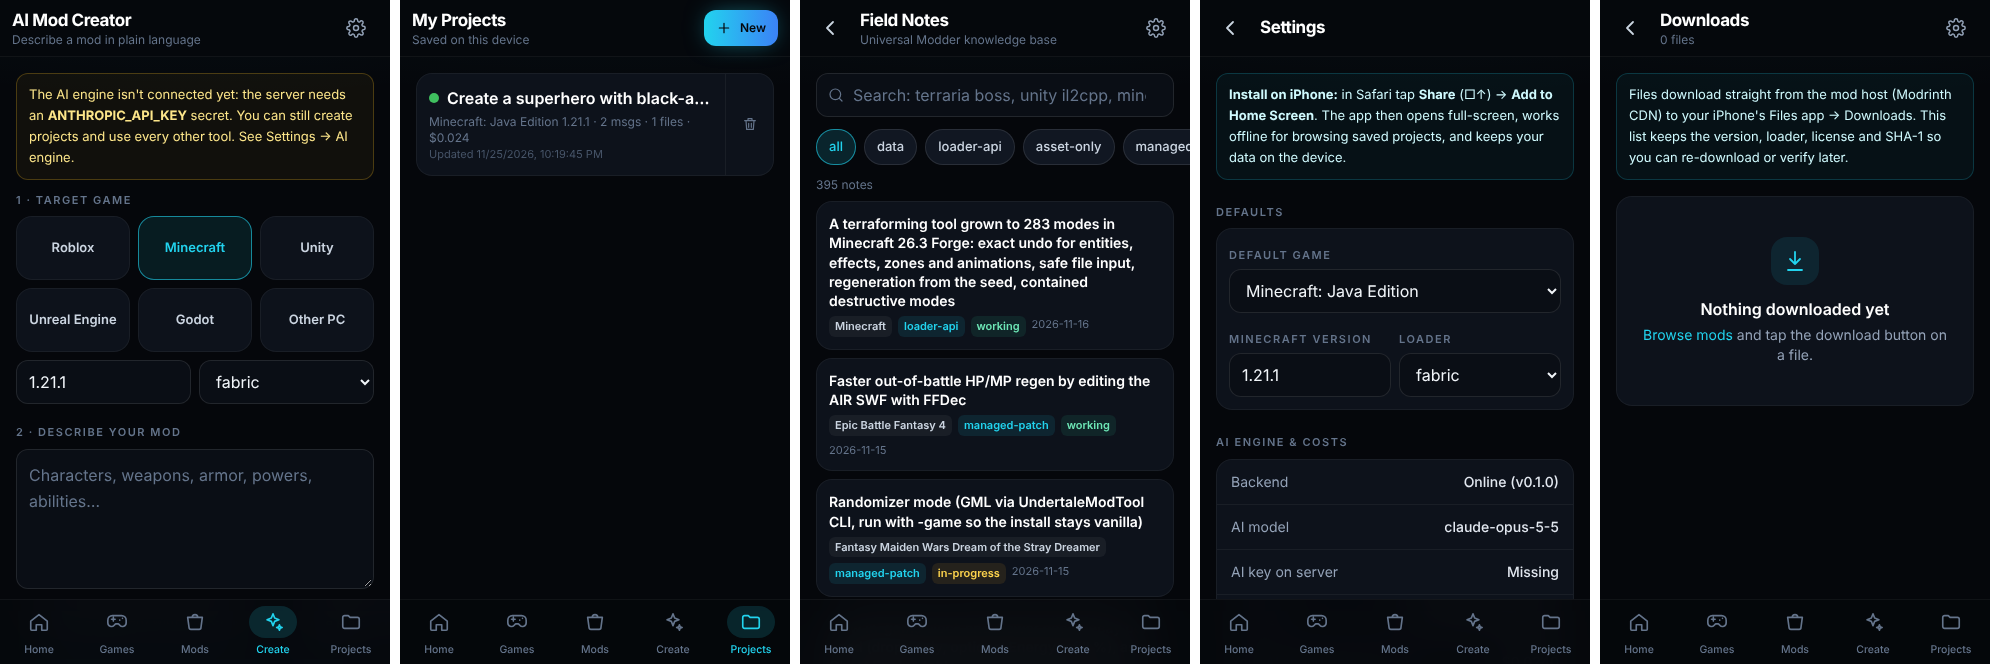 AI Mod Creator
Describe a mod in plain language
The AI engine isn't connected yet: the server needs
an ANTHROPIC_API_KEY secret. You can still create
projects and use every other tool. See Settings → AI
engine.
1 · TARGET GAME
Roblox
Minecraft
Unity
Unreal Engine
Godot
Other PC
1.21.1
fabric
2 · DESCRIBE YOUR MOD
Characters, weapons, armor, powers,
abilities...
Home
Games
Mods
Create
Projects
My Projects
Saved on this device
+ New
Create a superhero with black-a...
Minecraft: Java Edition 1.21.1 · 2 msgs · 1 files ·
$0.024
Updated 11/25/2026, 10:19:45 PM
Home
Games
Mods
Create
Projects
Field Notes
Universal Modder knowledge base
Search: terraria boss, unity il2cpp, min
all
data
loader-api
asset-only
managed
395 notes
A terraforming tool grown to 283 modes in
Minecraft 26.3 Forge: exact undo for entities,
effects, zones and animations, safe file input,
regeneration from the seed, contained
destructive modes
Minecraft
loader-api
working
2026-11-16
Faster out-of-battle HP/MP regen by editing the
AIR SWF with FFDec
Epic Battle Fantasy 4
managed-patch
working
2026-11-15
Randomizer mode (GML via UndertaleModTool
CLI, run with -game so the install stays vanilla)
Fantasy Maiden Wars Dream of the Stray Dreamer
managed-patch
in-progress
2026-11-15
Home
Games
Mods
Create
Projects
Settings
Install on iPhone: in Safari tap Share (□↑) → Add to
Home Screen. The app then opens full-screen, works
offline for browsing saved projects, and keeps your
data on the device.
DEFAULTS
DEFAULT GAME
Minecraft: Java Edition
MINECRAFT VERSION
LOADER
1.21.1
fabric
AI ENGINE & COSTS
Backend
Online (v0.1.0)
AI model
claude-opus-5-5
AI key on server
Missing
Home
Games
Mods
Create
Projects
Downloads
0 files
Files download straight from the mod host (Modrinth
CDN) to your iPhone's Files app → Downloads. This
list keeps the version, loader, license and SHA-1 so
you can re-download or verify later.
Nothing downloaded yet
Browse mods and tap the download button on
a file.
Home
Games
Mods
Create
Projects